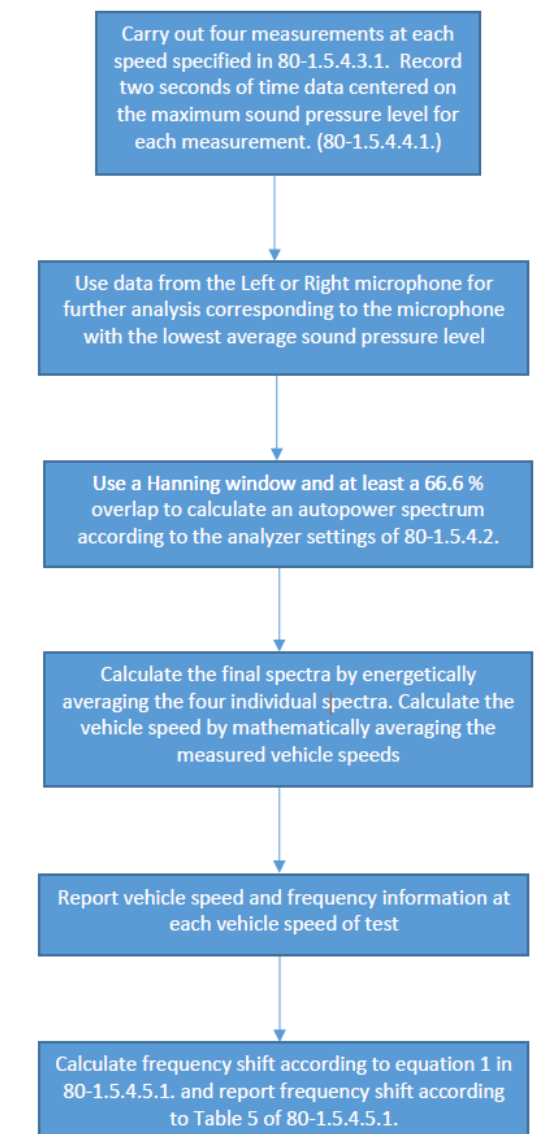 Carry out four measurements at each
speed specified in 80-1.5.4.3.1.  Record
two seconds of time data centered on
the maximum sound pressure level for
each measurement. (80-1.5.4.4.1.)
Use data from the Left or Right microphone for
further analysis corresponding to the microphone
with the lowest average sound pressure level
Use a Hanning window and at least a 66.6 %
overlap to calculate an autopower spectrum
according to the analyzer settings of 80-1.5.4.2.
Calculate the final spectra by energetically
averaging the four individual spectra. Calculate the
vehicle speed by mathematically averaging the
measured vehicle speeds
Report vehicle speed and frequency information at
each vehicle speed of test
Calculate frequency shift according to equation 1 in
80-1.5.4.5.1. and report frequency shift according
to Table 5 of 80-1.5.4.5.1.